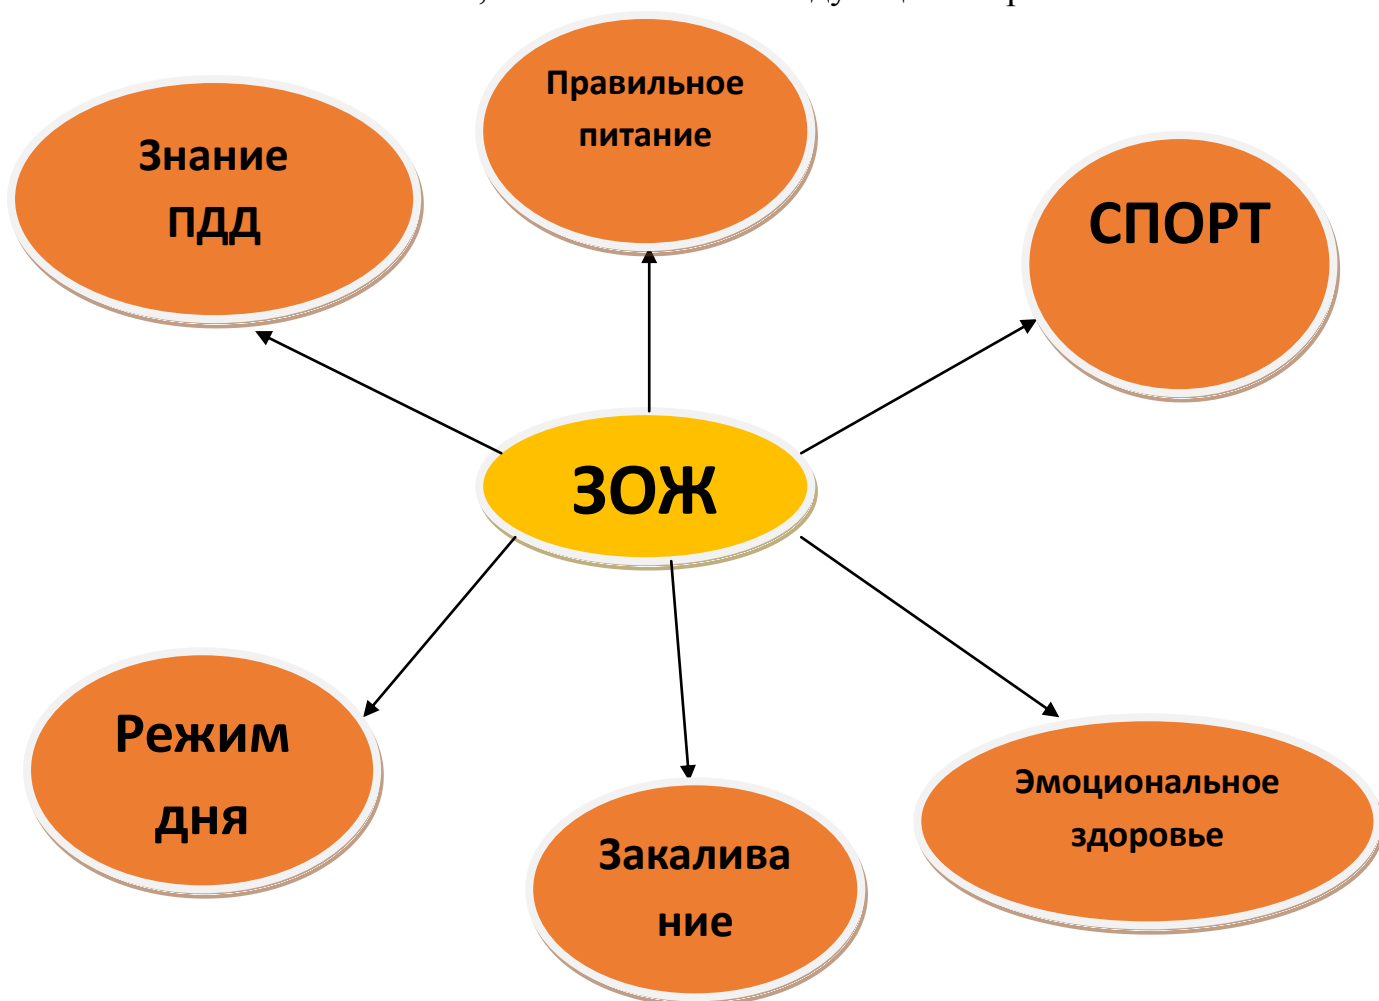 Правильное
питание
Знание
ПДД
СПОРТ
ЗОЖ
Режим
дня
Эмоциональное
здоровье
Закалива
ние